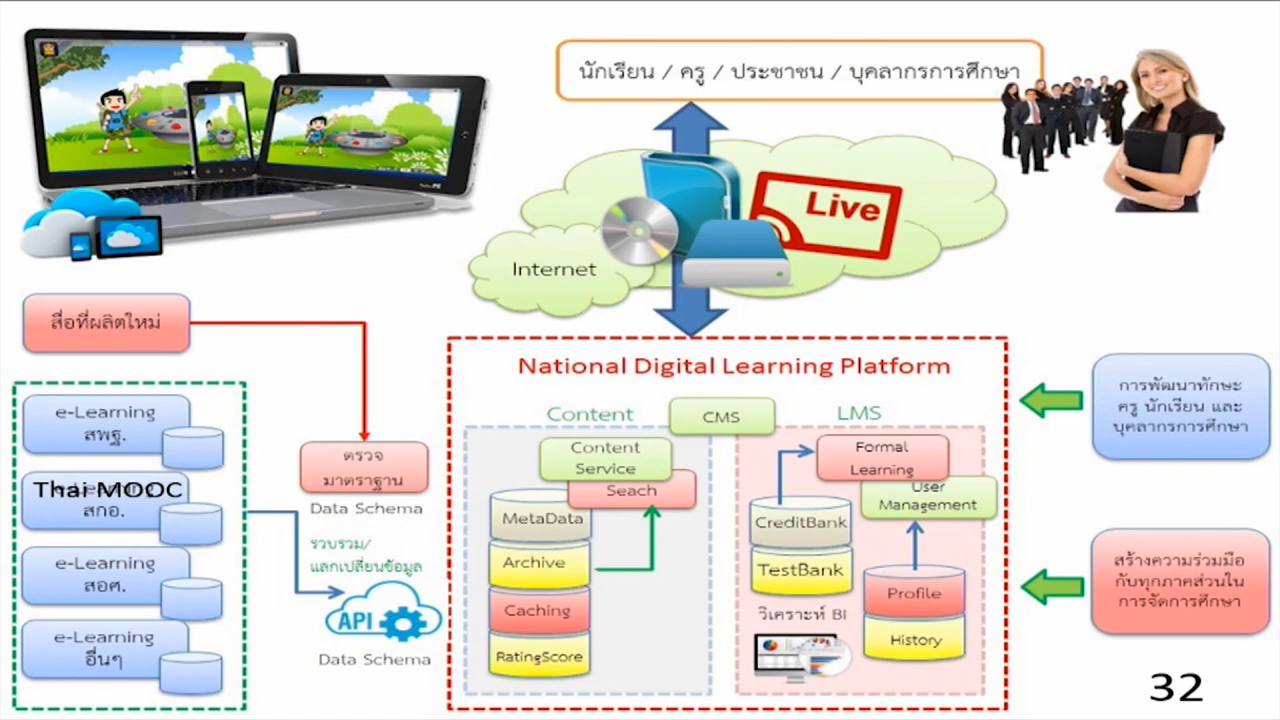 นักเรียน / ครู / ประชาชน / บุคลากรการศึกษา
Live
Internet
สื่อที่ผลิตใหม่
National Digital Learning Platform
Content
CMS
LMS
Content
Service
Seach
MetaData
Archive
Caching
RatingScore
Formal
Learning
User
Management
CreditBank
TestBank
วิเคราะห์ BI
Profile
History
การพัฒนาทักษะ
ครู นักเรียน และ
บุคลากรการศึกษา
สร้างความร่วมมือ
กับทุกภาคส่วนใน
การจัดการศึกษา
e-Learning
สพฐ.
Thai MOOC
สกอ.
e-Learning
สอศ.
e-Learning
อื่นๆ
ตรวจ
มาตราฐาน
Data Schema
รวบรวม/
แลกเปลี่ยนข้อมูล
API
Data Schema
32